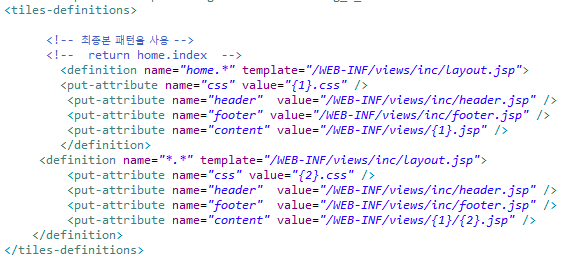 <tiles-definitions>
<!-- 최종본 패턴을 사용 -->
<!--  return home.index  -->
<definition name="home.*" template="/WEB-INF/views/inc/layout.jsp">
<put-attribute name="css" value="{1}.css" />
<put-attribute name="header"  value="/WEB-INF/views/inc/header.jsp" />
<put-attribute name="footer" value="/WEB-INF/views/inc/footer.jsp" />
<put-attribute name="content" value="/WEB-INF/views/{1}.jsp" />
</definition>
<definition name="*.*" template="/WEB-INF/views/inc/layout.jsp">
<put-attribute name="css" value="{2}.css" />
<put-attribute name="header"  value="/WEB-INF/views/inc/header.jsp" />
<put-attribute name="footer"  value="/WEB-INF/views/inc/footer.jsp" />
<put-attribute name="content" value="/WEB-INF/views/{1}/{2}.jsp" />
</definition>
</tiles-definitions>